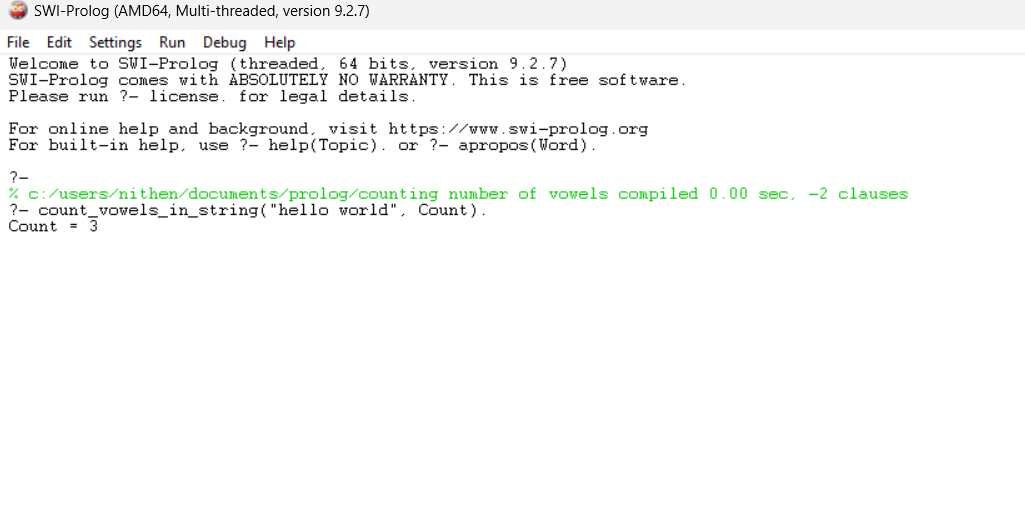 SWI-Prolog (AMD64, Multi-threaded, version 9.2.7)
File Edit Settings Run Debug Help
Welcome to SWI-Prolog (threaded, 64 bits, version 9.2.7)
SWI-Prolog comes with ABSOLUTELY NO WARRANTY. This is free software.
Please run ?- license. for legal details.
For online help and background, visit https://www.swi-prolog.org
For built-in help, use ?- help(Topic). or ?- apropos(Word).
?-
% c:/users/nithen/documents/prolog/counting number of vowels compiled 0.00 sec, -2 clauses
?- count_vowels_in_string("hello world", Count).
Count = 3